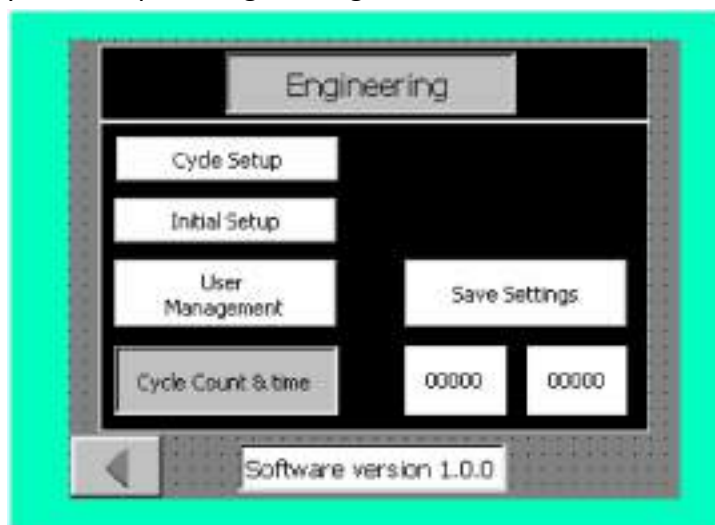 Engineering
Cycle Setup
Initial Setup
User
Management
Save Settings
Cycle Count & time
00000
00000
Software version 1.0.0